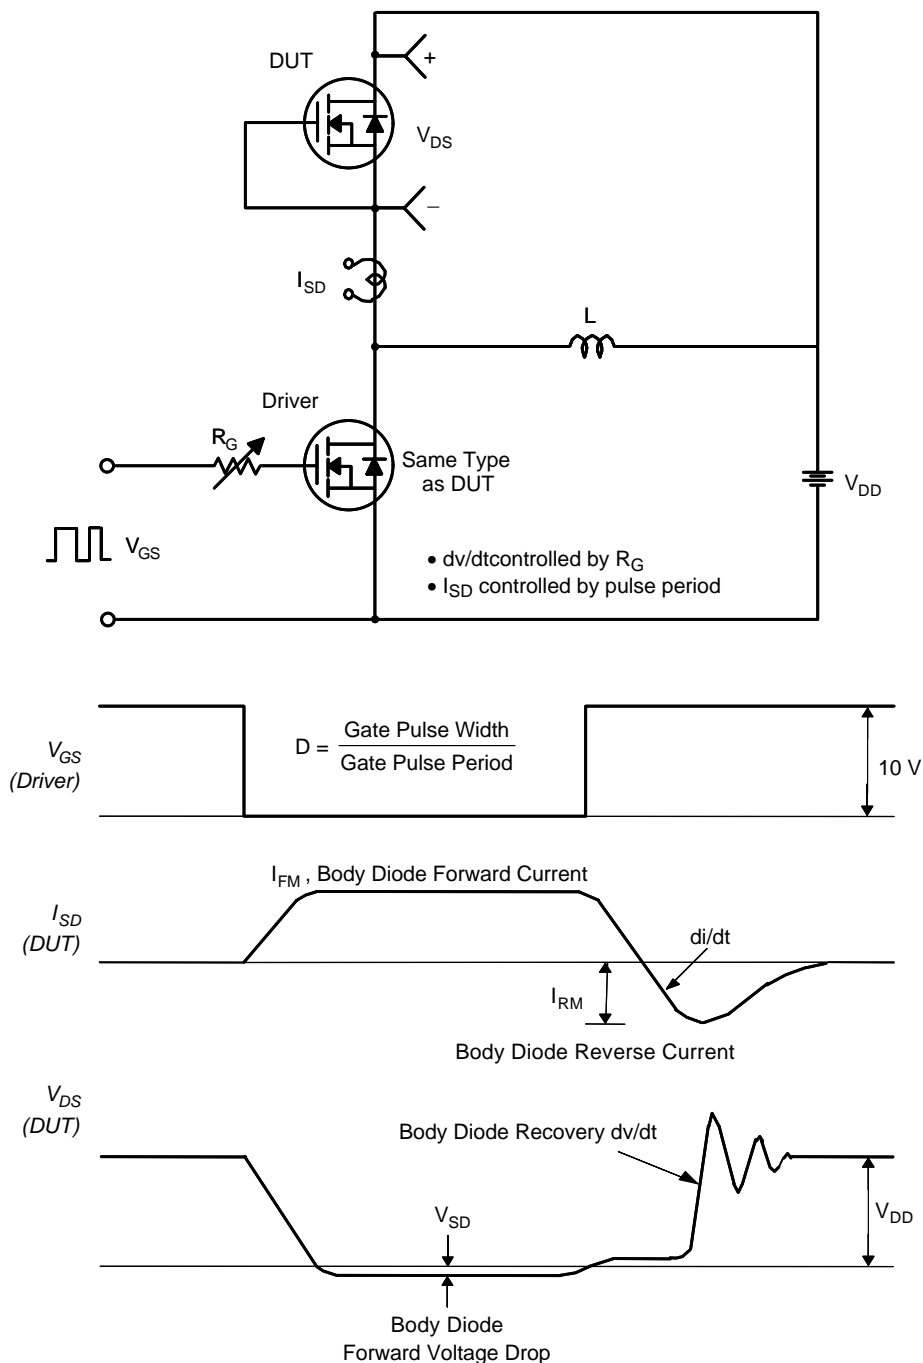 DUT
+
V_DS
−
I_SD
L
Driver
R_G
Same Type
as DUT
V_DD
V_GS
• dv/dtcontrolled by R_G
• I_SD controlled by pulse period
V_GS
(Driver)
D = Gate Pulse Width
Gate Pulse Period
10 V
I_FM , Body Diode Forward Current
I_SD
(DUT)
di/dt
I_RM
Body Diode Reverse Current
V_DS
(DUT)
Body Diode Recovery dv/dt
V_SD
V_DD
Body Diode
Forward Voltage Drop